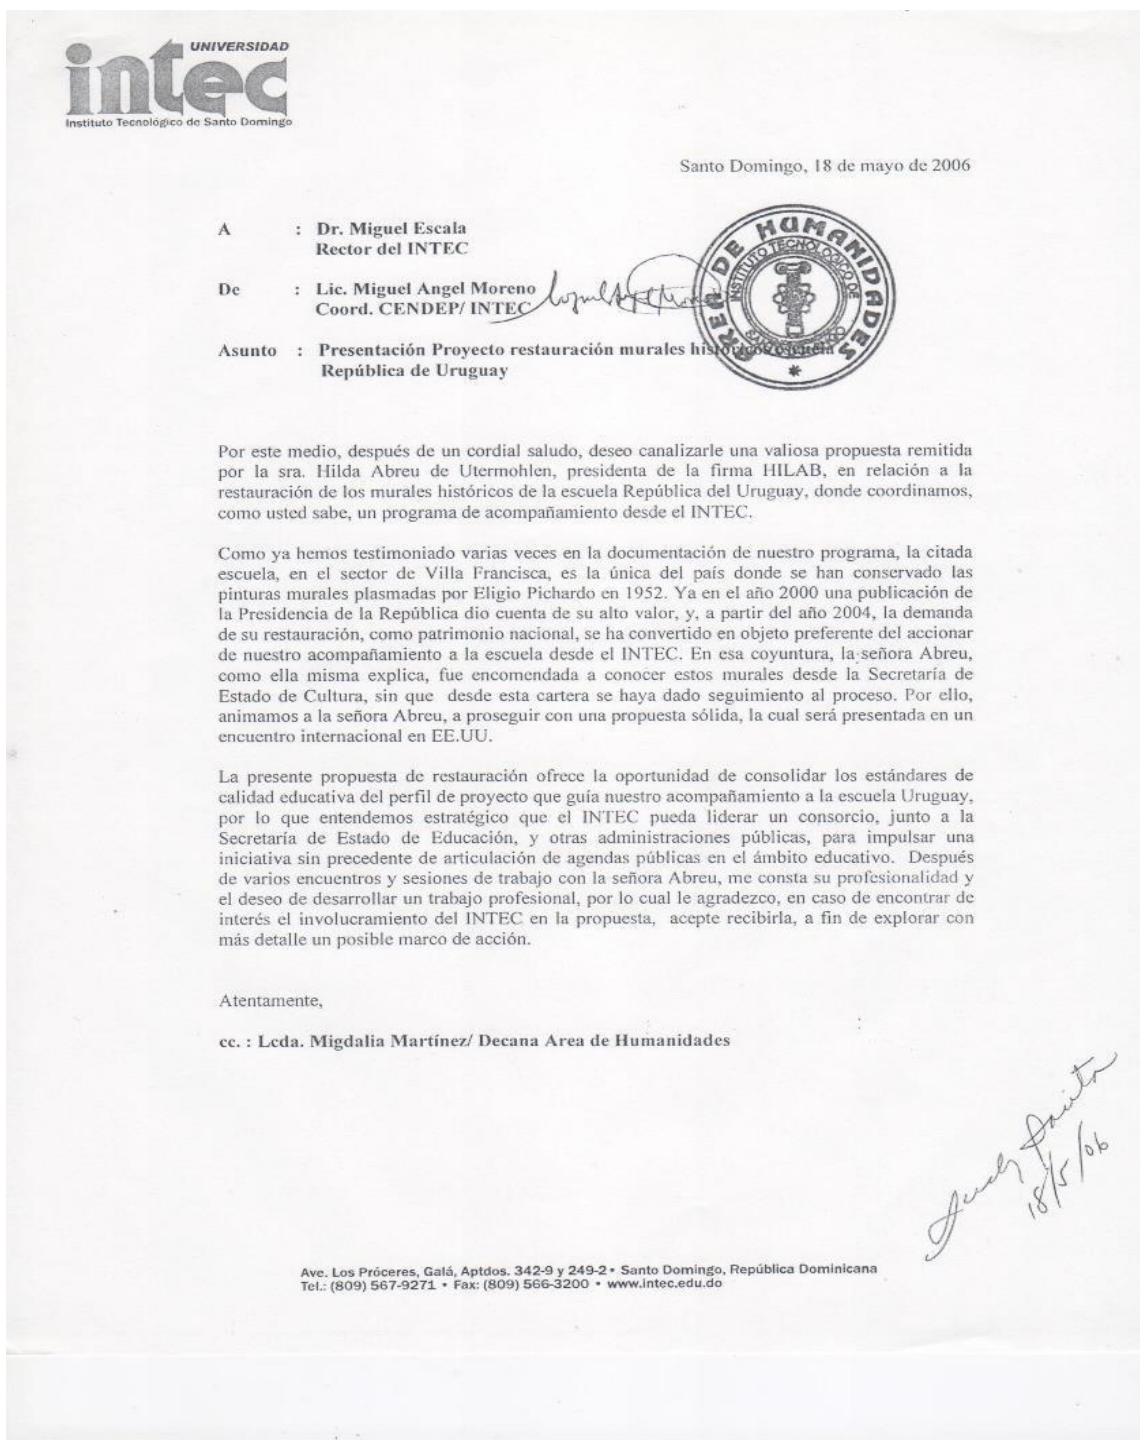 UNIVERSIDAD
intec
Instituto Tecnológico de Santo Domingo
Santo Domingo, 18 de mayo de 2006
A : Dr. Miguel Escala
Rector del INTEC
De : Lic. Miguel Angel Moreno
Coord. CENDEP/ INTEC
AREA DE HUMANIDADES
INSTITUTO TECNOLOGICO DE
SANTO DOMINGO
Asunto : Presentación Proyecto restauración murales históricos escuela
República de Uruguay
Por este medio, después de un cordial saludo, deseo canalizarle una valiosa propuesta remitida
por la sra. Hilda Abreu de Utermohlen, presidenta de la firma HILAB, en relación a la
restauración de los murales históricos de la escuela República del Uruguay, donde coordinamos,
como usted sabe, un programa de acompañamiento desde el INTEC.
Como ya hemos testimoniado varias veces en la documentación de nuestro programa, la citada
escuela, en el sector de Villa Francisca, es la única del país donde se han conservado las
pinturas murales plasmadas por Eligio Pichardo en 1952. Ya en el año 2000 una publicación de
la Presidencia de la República dio cuenta de su alto valor, y, a partir del año 2004, la demanda
de su restauración, como patrimonio nacional, se ha convertido en objeto preferente del accionar
de nuestro acompañamiento a la escuela desde el INTEC. En esa coyuntura, la señora Abreu,
como ella misma explica, fue encomendada a conocer estos murales desde la Secretaría de
Estado de Cultura, sin que desde esta cartera se haya dado seguimiento al proceso. Por ello,
animamos a la señora Abreu, a proseguir con una propuesta sólida, la cual será presentada en un
encuentro internacional en EE.UU.
La presente propuesta de restauración ofrece la oportunidad de consolidar los estándares de
calidad educativa del perfil de proyecto que guía nuestro acompañamiento a la escuela Uruguay,
por lo que entendemos estratégico que el INTEC pueda liderar un consorcio, junto a la
Secretaría de Estado de Educación, y otras administraciones públicas, para impulsar una
iniciativa sin precedente de articulación de agendas públicas en el ámbito educativo. Después
de varios encuentros y sesiones de trabajo con la señora Abreu, me consta su profesionalidad y
el deseo de desarrollar un trabajo profesional, por lo cual le agradezco, en caso de encontrar de
interés el involucramiento del INTEC en la propuesta, acepte recibirla, a fin de explorar con
más detalle un posible marco de acción.
Atentamente,
cc. : Lcda. Migdalia Martínez/ Decana Area de Humanidades
18/5/06
Ave. Los Próceres, Galá, Aptdos. 342-9 y 249-2 • Santo Domingo, República Dominicana
Tel.: (809) 567-9271 • Fax: (809) 566-3200 • www.intec.edu.do